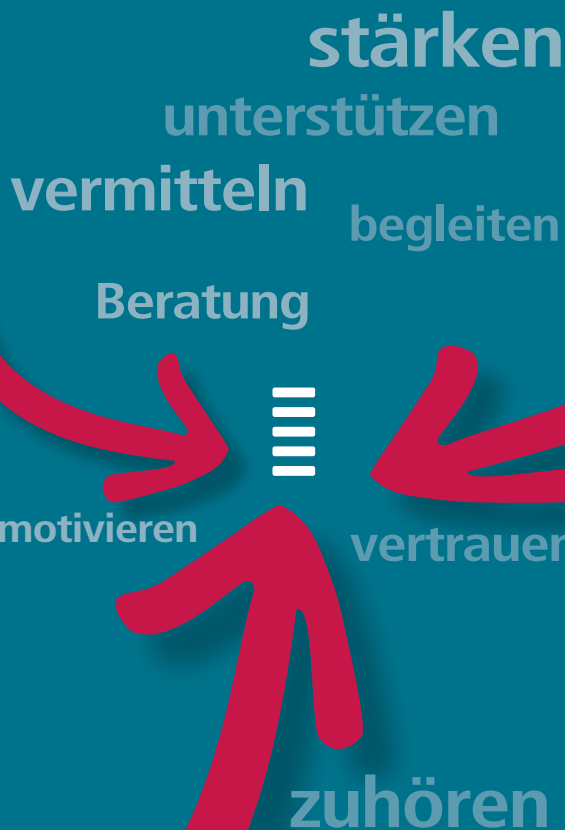 stärken
unterstützen
vermitteln
begleiten
Beratung
motivieren
vertrauen
zuhören